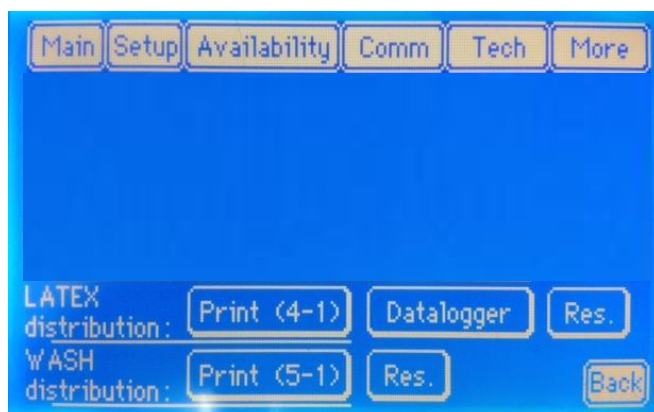 Main Setup Availability Comm Tech More
LATEX
distribution: Print (4-1) Datalogger Res.
WASH
distribution: Print (5-1) Res. Back